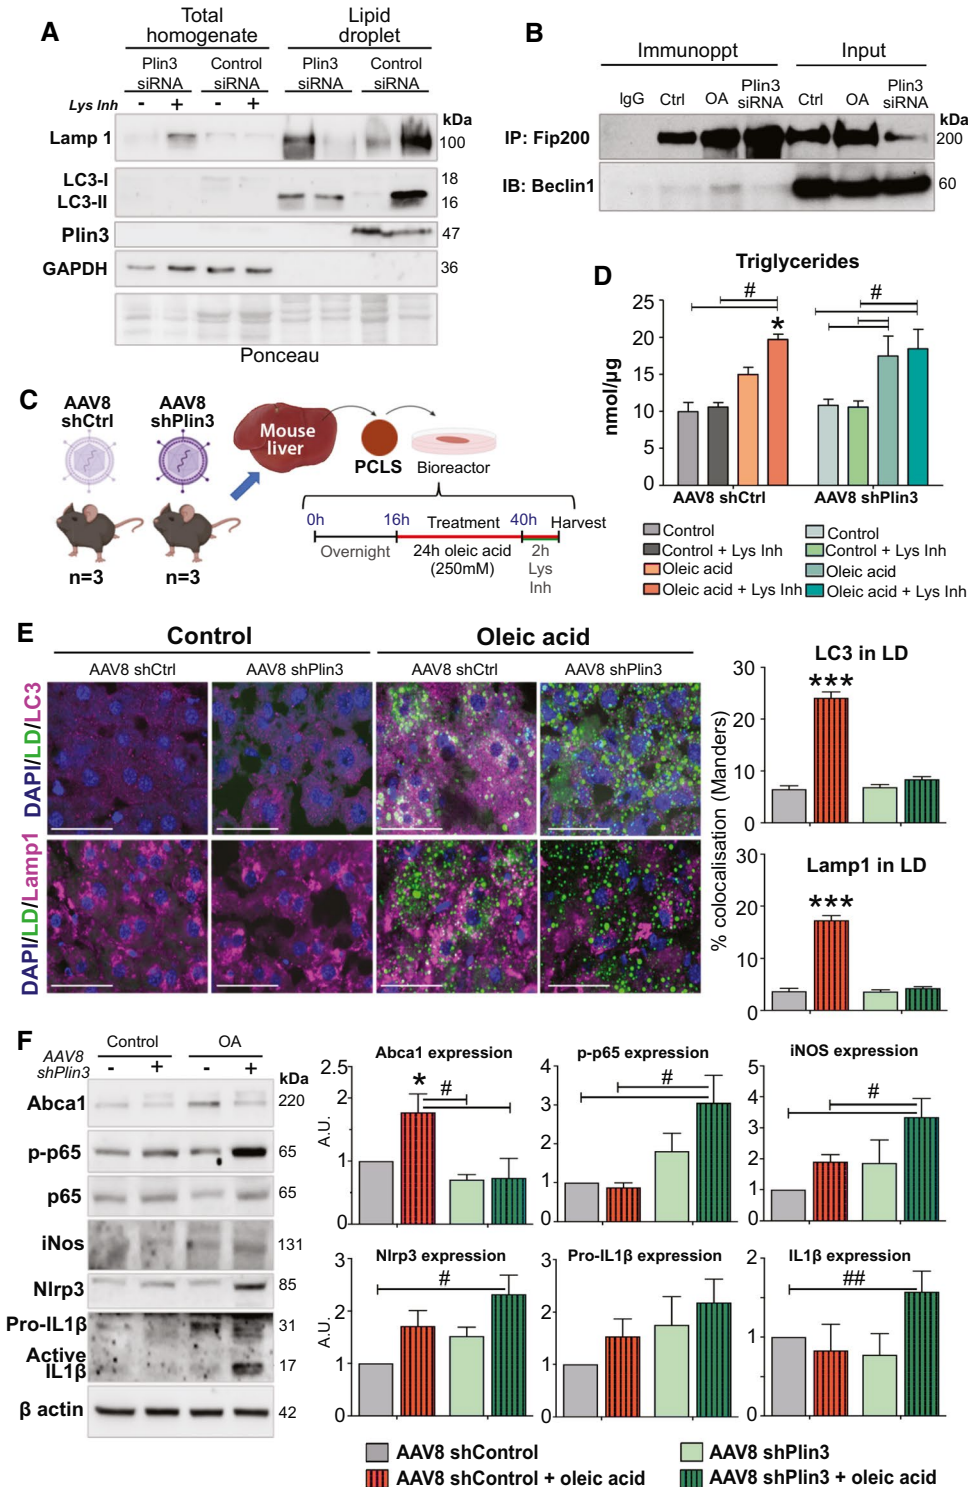 A
Total
homogenate
Lipid
droplet
Plin3
siRNA
Control
siRNA
Plin3
siRNA
Control
siRNA
Lys Inh - + - +
kDa
Lamp 1 100
LC3-I 18
LC3-II 16
Plin3 47
GAPDH 36
Ponceau
B
Immunoppt Input
IgG Ctrl OA Plin3
siRNA Ctrl OA Plin3
siRNA
kDa
IP: Fip200 200
IB: Beclin1 60
C
AAV8
shCtrl
AAV8
shPlin3
n=3 n=3
Mouse
liver
PCLS Bioreactor
0h 16h Treatment 40h Harvest
Overnight 24h oleic acid
(250mM)
2h
Lys
Inh
D
Triglycerides
nmol/µg
25
20
15
10
5
0
#
*
#
AAV8 shCtrl AAV8 shPlin3
Control Control
Control + Lys Inh Control + Lys Inh
Oleic acid Oleic acid
Oleic acid + Lys Inh Oleic acid + Lys Inh
E
Control Oleic acid
AAV8 shCtrl AAV8 shPlin3 AAV8 shCtrl AAV8 shPlin3
DAPI/LD/LC3
DAPI/LD/Lamp1
% colocalisation (Manders)
LC3 in LD
30
20
10
0
***
Lamp1 in LD
30
20
10
0
***
F
Control OA
AAV8
shPlin3 - + - +
kDa
Abca1 220
p-p65 65
p65 65
iNos 131
Nlrp3 85
Pro-IL1β 31
Active
IL1β 17
β actin 42
Abca1 expression
A.U.
2.5
2
1
0
*
#
p-p65 expression
4
3
2
1
0
#
iNOS expression
5
4
3
2
1
0
#
Nlrp3 expression
A.U.
3
2
1
0
#
Pro-IL1β expression
3
2
1
0
IL1β expression
2
1
0
##
AAV8 shControl AAV8 shPlin3
AAV8 shControl + oleic acid AAV8 shPlin3 + oleic acid